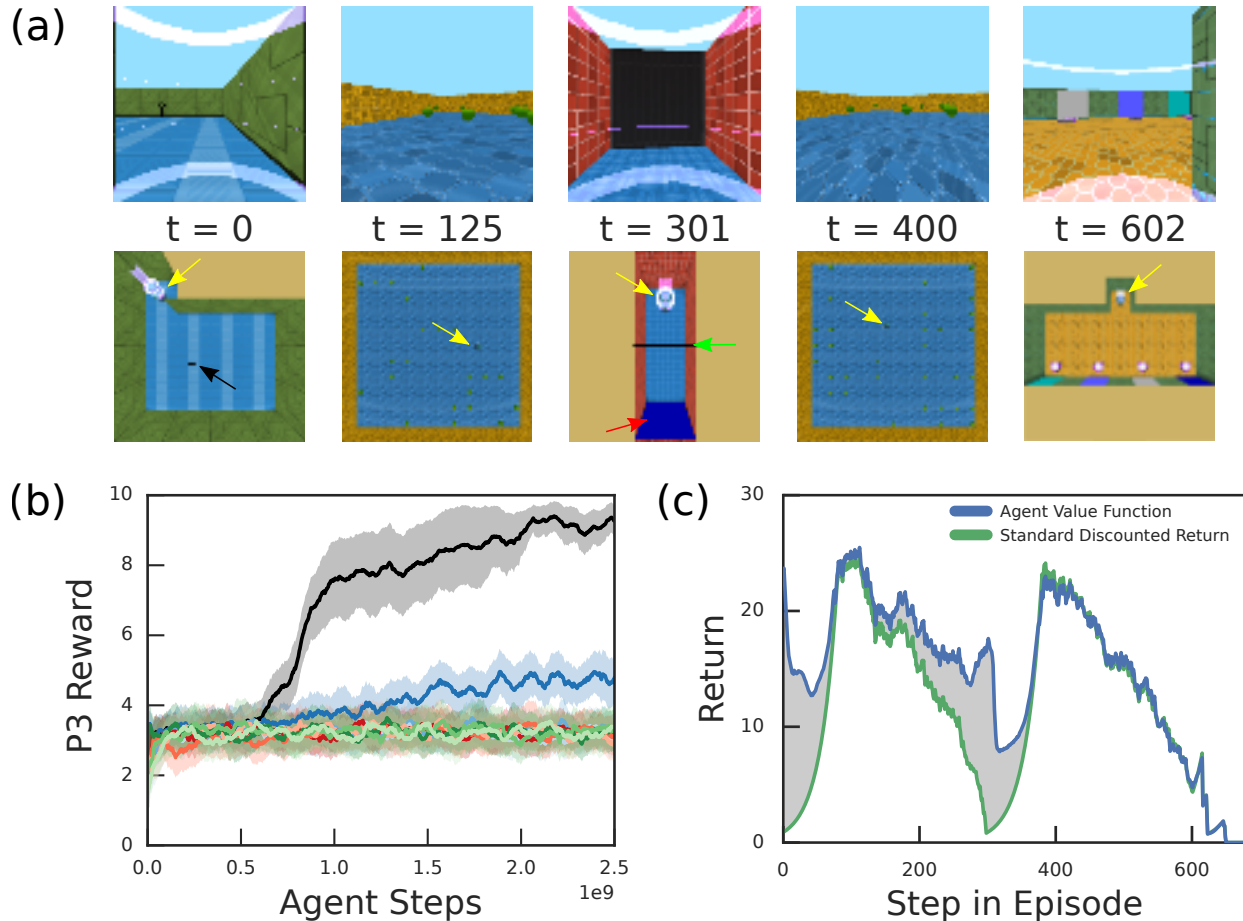 (a)
t = 0
t = 125
t = 301
t = 400
t = 602
(b)
P3 Reward
10
8
6
4
2
0
0.0
0.5
1.0
1.5
2.0
2.5
1e9
Agent Steps
(c)
Return
30
20
10
0
Agent Value Function
Standard Discounted Return
0
200
400
600
Step in Episode